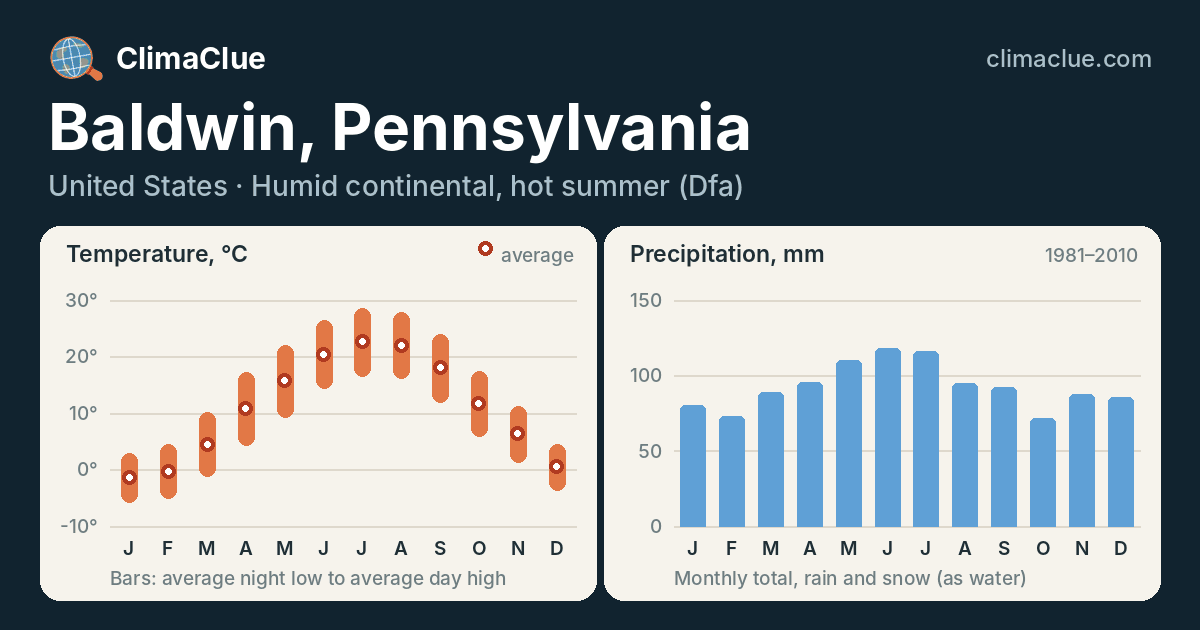 ClimaClue
climaclue.com
Baldwin, Pennsylvania
United States · Humid continental, hot summer (Dfa)
Temperature, °C
average
30°
20°
10°
0°
-10°
J F M A M J J A S O N D
Bars: average night low to average day high
Precipitation, mm
1981–2010
150
100
50
0
J F M A M J J A S O N D
Monthly total, rain and snow (as water)